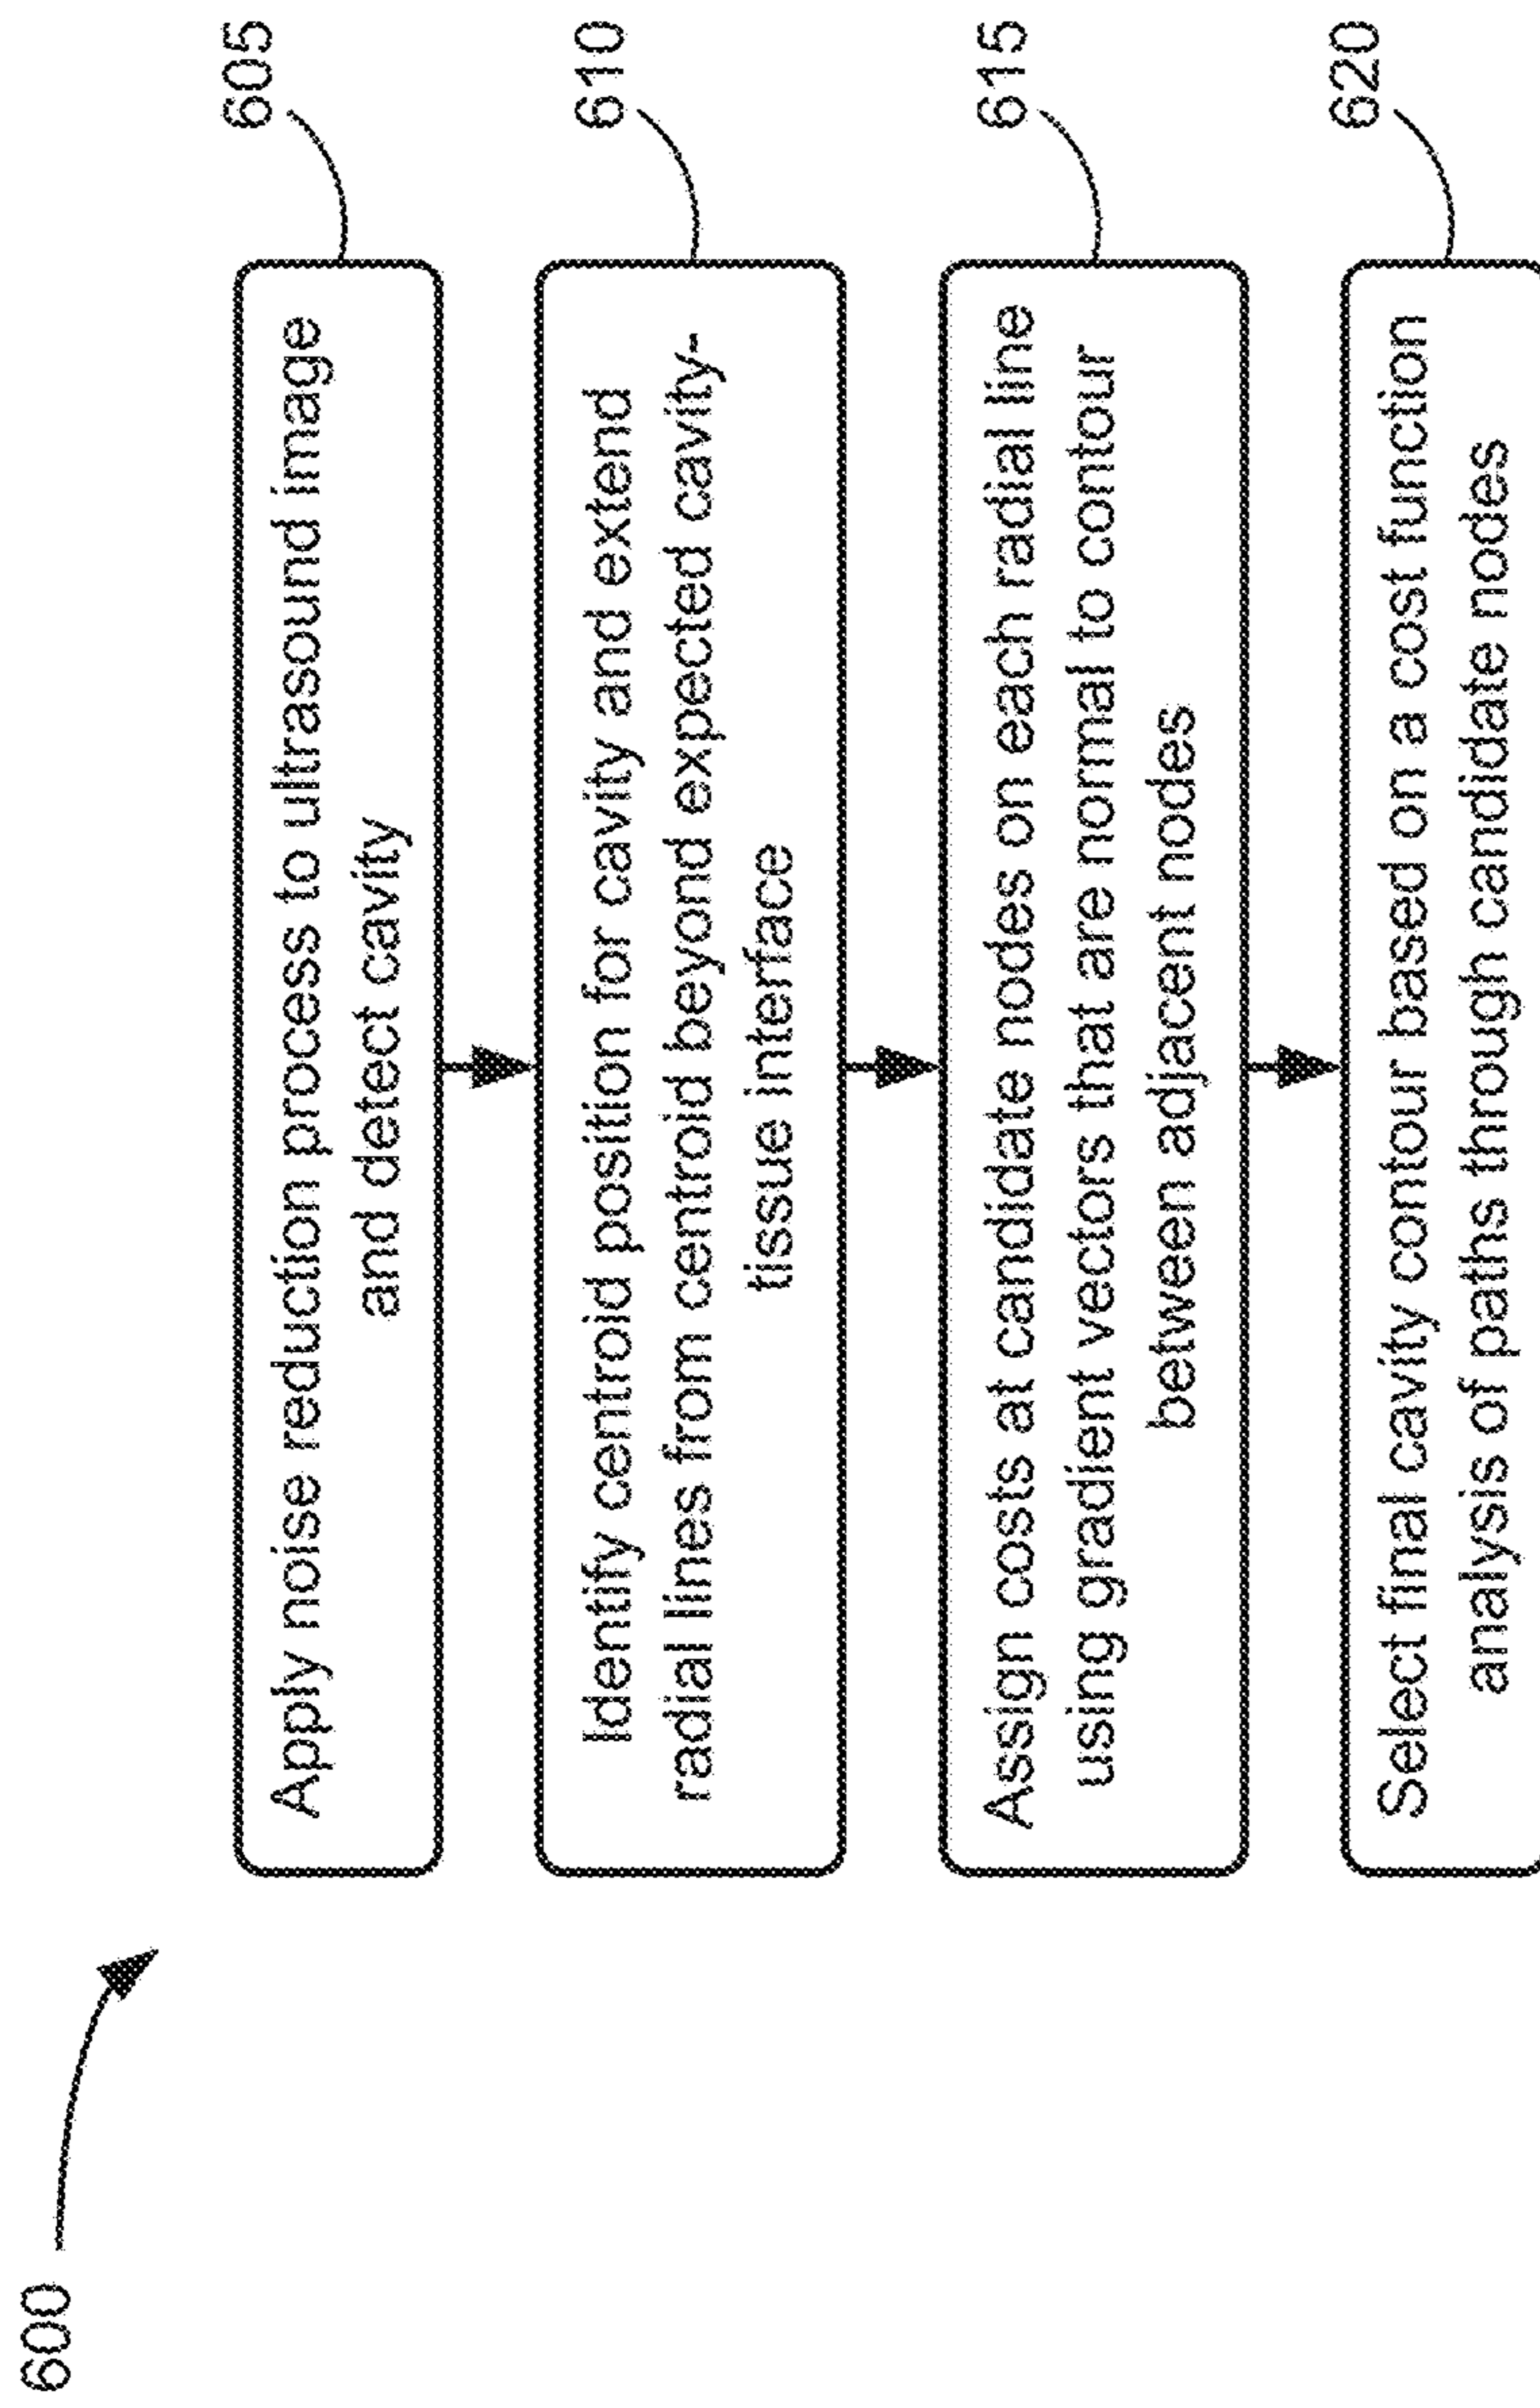 600
Apply noise reduction process to ultrasound image
and detect cavity
605
Identify centroid position for cavity and extend
radial lines from centroid beyond expected cavity-
tissue interface
610
Assign costs at candidate nodes on each radial line
using gradient vectors that are normal to contour
between adjacent nodes
615
Select final cavity contour based on a cost function
analysis of paths through candidate nodes
620